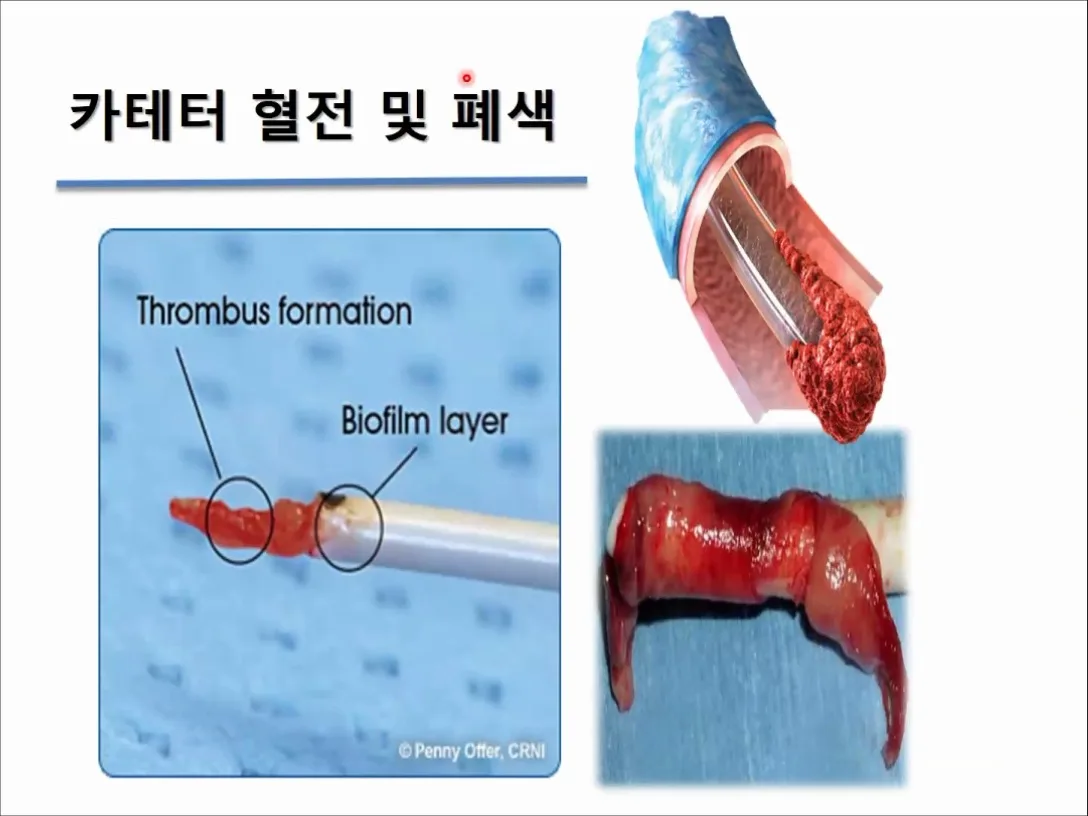 카테터 혈전 및 폐색
Thrombus formation
Biofilm layer
© Penny Offer, CRNI